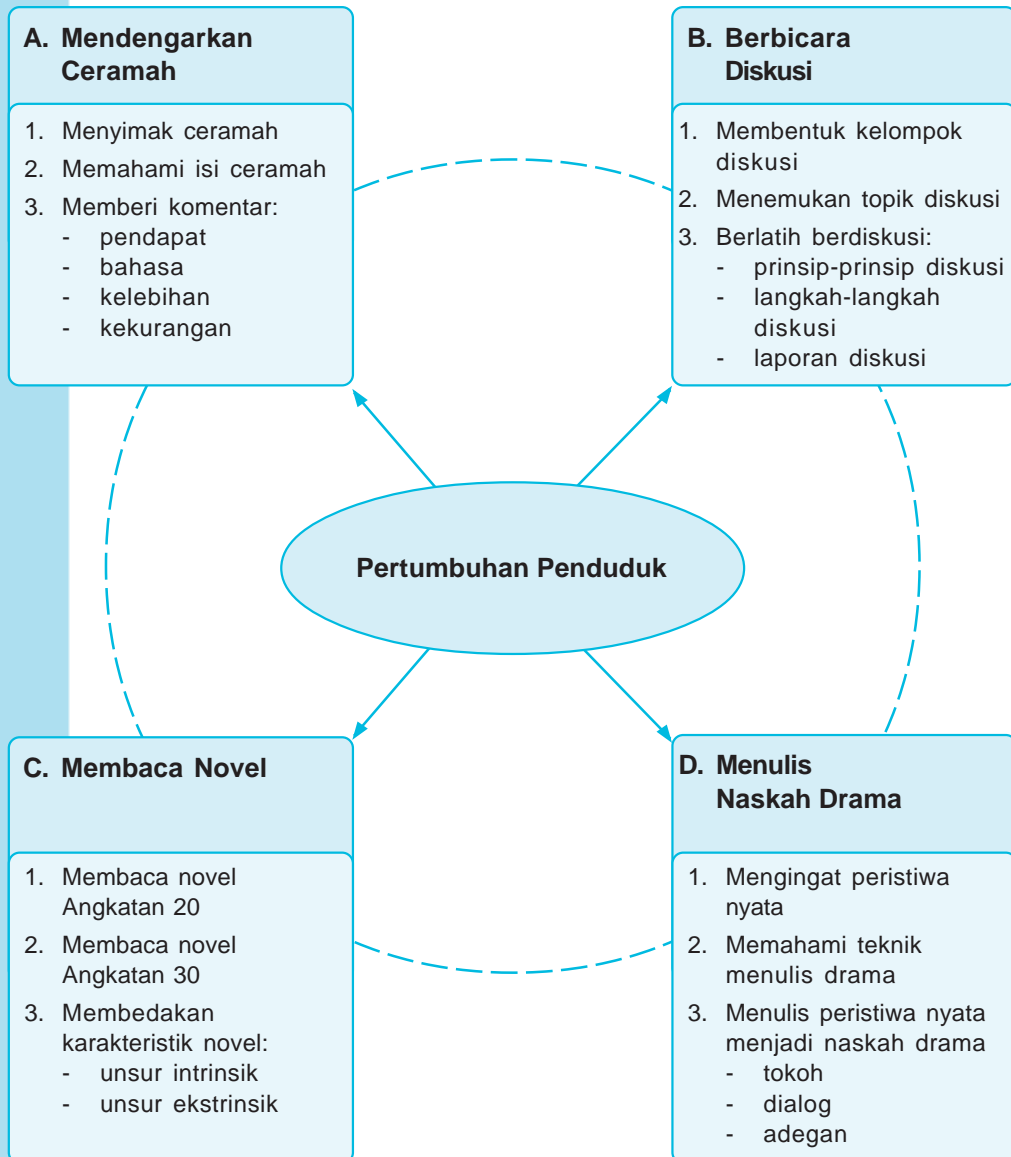 A. Mendengarkan
Ceramah
1. Menyimak ceramah
2. Memahami isi ceramah
3. Memberi komentar:
- pendapat
- bahasa
- kelebihan
- kekurangan
B. Berbicara
Diskusi
1. Membentuk kelompok
diskusi
2. Menemukan topik diskusi
3. Berlatih berdiskusi:
- prinsip-prinsip diskusi
- langkah-langkah
diskusi
- laporan diskusi
Pertumbuhan Penduduk
C. Membaca Novel
1. Membaca novel
Angkatan 20
2. Membaca novel
Angkatan 30
3. Membedakan
karakteristik novel:
- unsur intrinsik
- unsur ekstrinsik
D. Menulis
Naskah Drama
1. Mengingat peristiwa
nyata
2. Memahami teknik
menulis drama
3. Menulis peristiwa nyata
menjadi naskah drama
- tokoh
- dialog
- adegan